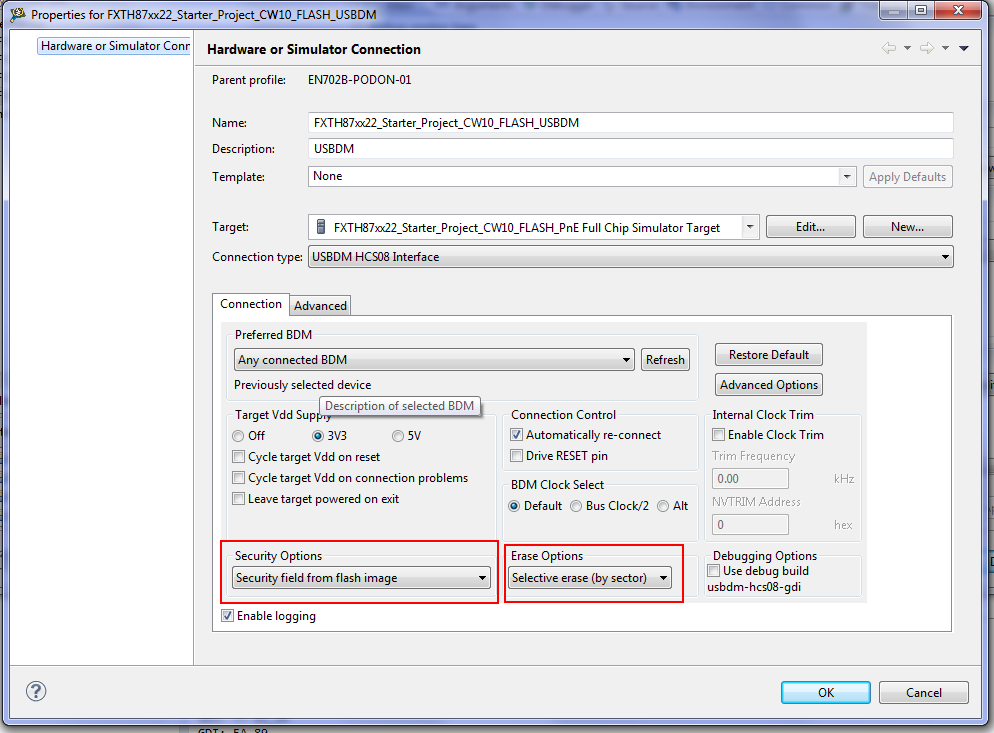 Properties for FXTH87xx22_Starter_Project_CW10_FLASH_USBDM
Hardware or Simulator Conn
Hardware or Simulator Connection
Parent profile: EN702B-PODON-01
Name: FXTH87xx22_Starter_Project_CW10_FLASH_USBDM
Description: USBDM
Template: None Apply Defaults
Target: FXTH87xx22_Starter_Project_CW10_FLASH_PnE Full Chip Simulator Target Edit... New...
Connection type: USBDM HCS08 Interface
Connection Advanced
Preferred BDM
Any connected BDM Refresh Restore Default
Previously selected device Advanced Options
Description of selected BDM
Target Vdd Supply Connection Control Internal Clock Trim
Off 3V3 5V Automatically re-connect Enable Clock Trim
Cycle target Vdd on reset Drive RESET pin Trim Frequency
Cycle target Vdd on connection problems 0.00 kHz
BDM Clock Select
Leave target powered on exit Default Bus Clock/2 Alt NVTRIM Address
0 hex
Security Options Erase Options Debugging Options
Security field from flash image Selective erase (by sector) Use debug build
usbdm-hcs08-gdi
Enable logging
? OK Cancel